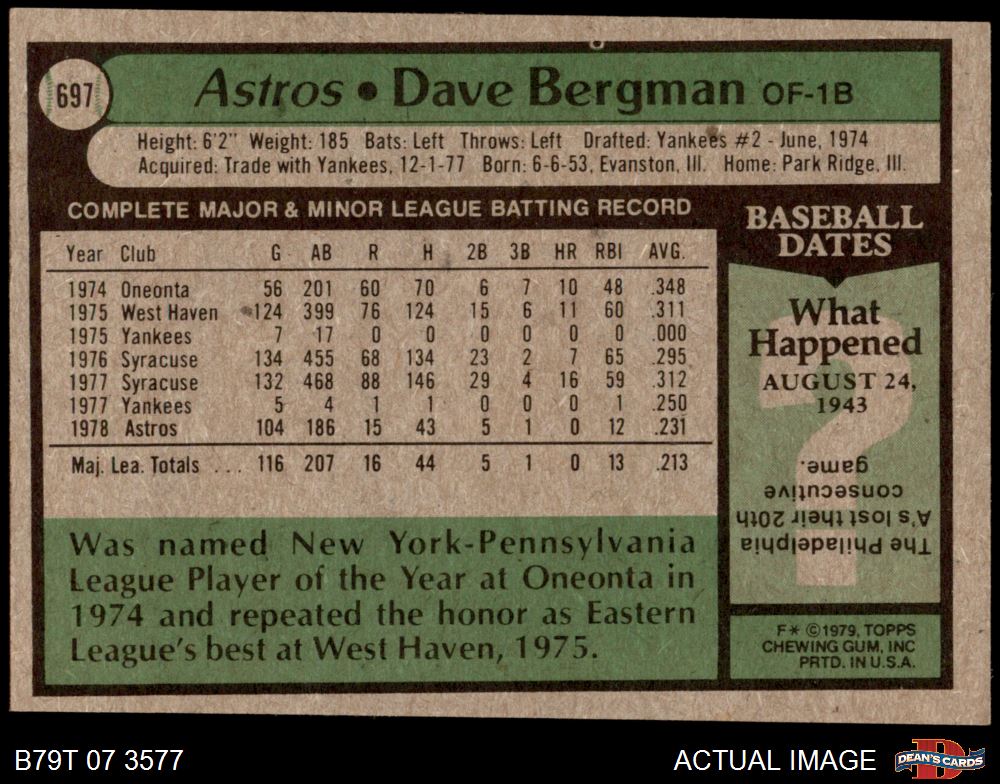 697
Astros • Dave Bergman OF-1B
Height: 6'2" Weight: 185 Bats: Left Throws: Left Drafted: Yankees #2 - June, 1974
Acquired: Trade with Yankees, 12-1-77 Born: 6-6-53, Evanston, Ill. Home: Park Ridge, Ill.
COMPLETE MAJOR & MINOR LEAGUE BATTING RECORD
Year Club G AB R H 2B 3B HR RBI AVG.
1974 Oneonta 56 201 60 70 6 7 10 48 .348
1975 West Haven 124 399 76 124 15 6 11 60 .311
1975 Yankees 7 17 0 0 0 0 0 0 .000
1976 Syracuse 134 455 68 134 23 2 7 65 .295
1977 Syracuse 132 468 88 146 29 4 16 59 .312
1977 Yankees 5 4 1 1 0 0 0 1 .250
1978 Astros 104 186 15 43 5 1 0 12 .231
Maj. Lea. Totals ... 116 207 16 44 5 1 0 13 .213
Was named New York-Pennsylvania
League Player of the Year at Oneonta in
1974 and repeated the honor as Eastern
League's best at West Haven, 1975.
BASEBALL
DATES
What
Happened
AUGUST 24,
1943
?
The Philadelphia
A's lost their 20th
consecutive
game.
F* ©1979, TOPPS
CHEWING GUM, INC
PRTD. IN U.S.A.
B79T 07 3577
ACTUAL IMAGE
D
DEAN'S CARDS